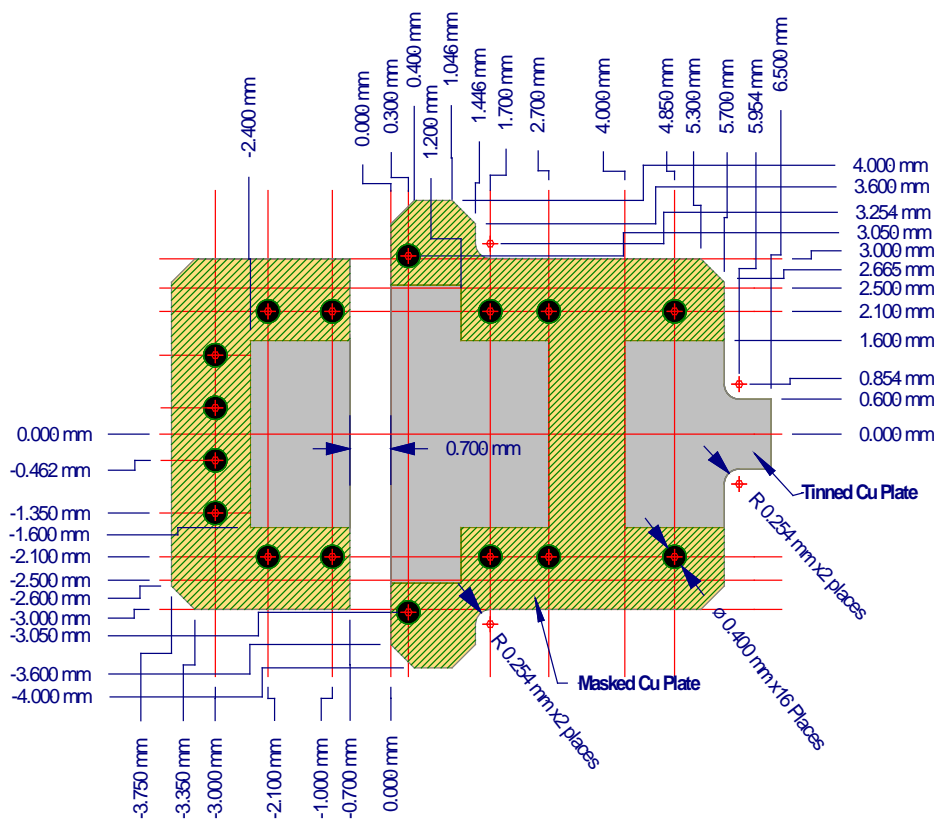 -2.400 mm
0.000 mm
0.300 mm
0.400 mm
1.200 mm
1.046 mm
1.446 mm
1.700 mm
2.700 mm
4.000 mm
4.850 mm
5.300 mm
5.700 mm
5.954 mm
6.500 mm
4.000 mm
3.600 mm
3.254 mm
3.050 mm
3.000 mm
2.665 mm
2.500 mm
2.100 mm
1.600 mm
0.854 mm
0.600 mm
0.000 mm
0.000 mm
-0.462 mm
-1.350 mm
-1.600 mm
-2.100 mm
-2.500 mm
-2.600 mm
-3.000 mm
-3.050 mm
-3.600 mm
-4.000 mm
0.700 mm
Tinned Cu Plate
R 0.254 mm x2 places
Ø 0.400 mm x16 Places
R 0.254 mm x2 places
Masked Cu Plate
-3.750 mm
-3.350 mm
-3.000 mm
-2.100 mm
-1.000 mm
-0.700 mm
0.000 mm